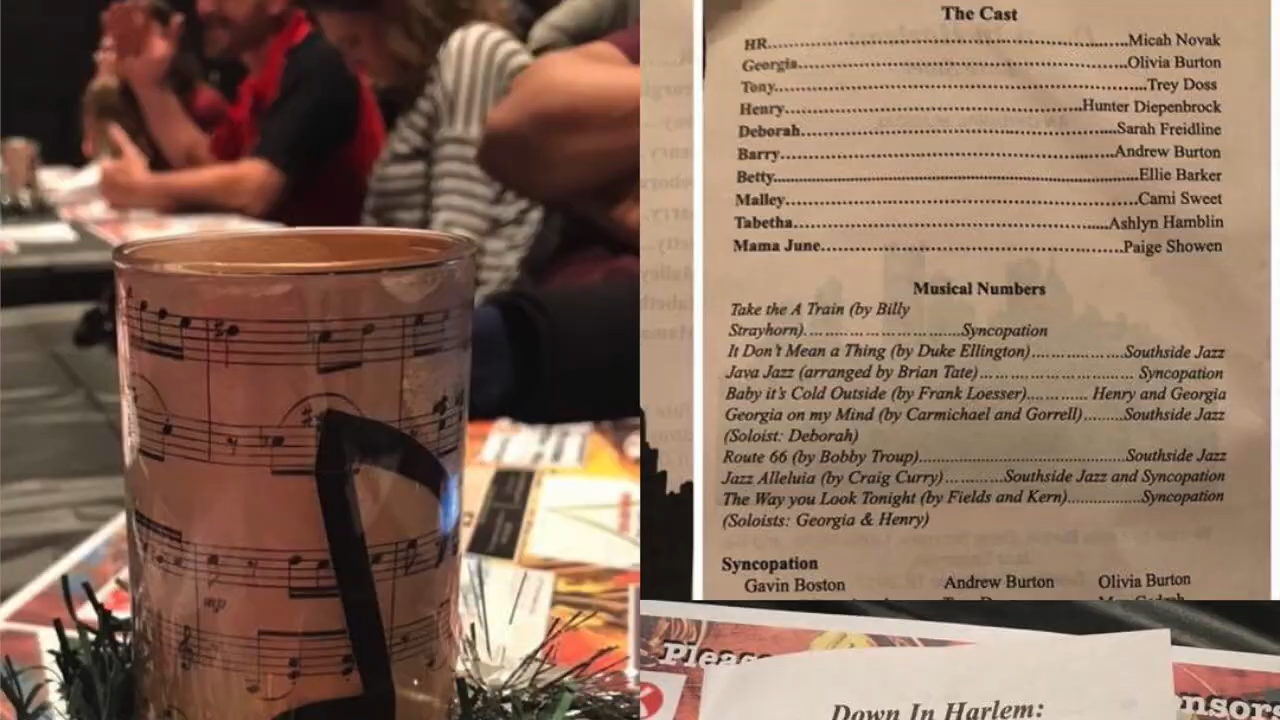 mp
The Cast
HR..................Micah Novak
Georgia..................Olivia Burton
Tony..................Trey Doss
Henry..................Hunter Diepenbrock
Deborah..................Sarah Freidline
Barry..................Andrew Burton
Betty..................Ellie Barker
Malley..................Cami Sweet
Tabetha..................Ashlyn Hamblin
Mama June..................Paige Showen
Musical Numbers
Take the A Train (by Billy
Strayhorn)..................Syncopation
It Don't Mean a Thing (by Duke Ellington)..................Southside Jazz
Java Jazz (arranged by Brian Tate)..................Syncopation
Baby it's Cold Outside (by Frank Loesser)............ Henry and Georgia
Georgia on my Mind (by Carmichael and Gorrell)........Southside Jazz
(Soloist: Deborah)
Route 66 (by Bobby Troup)..................Southside Jazz
Jazz Alleluia (by Craig Curry)............Southside Jazz and Syncopation
The Way you Look Tonight (by Fields and Kern)............Syncopation
(Soloists: Georgia & Henry)
Syncopation
Gavin Boston Andrew Burton Olivia Burton
Down In Harlem: